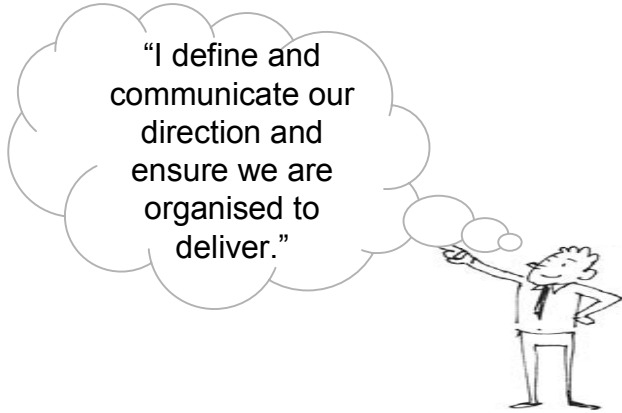 “I define and
communicate our
direction and
ensure we are
organised to
deliver.”